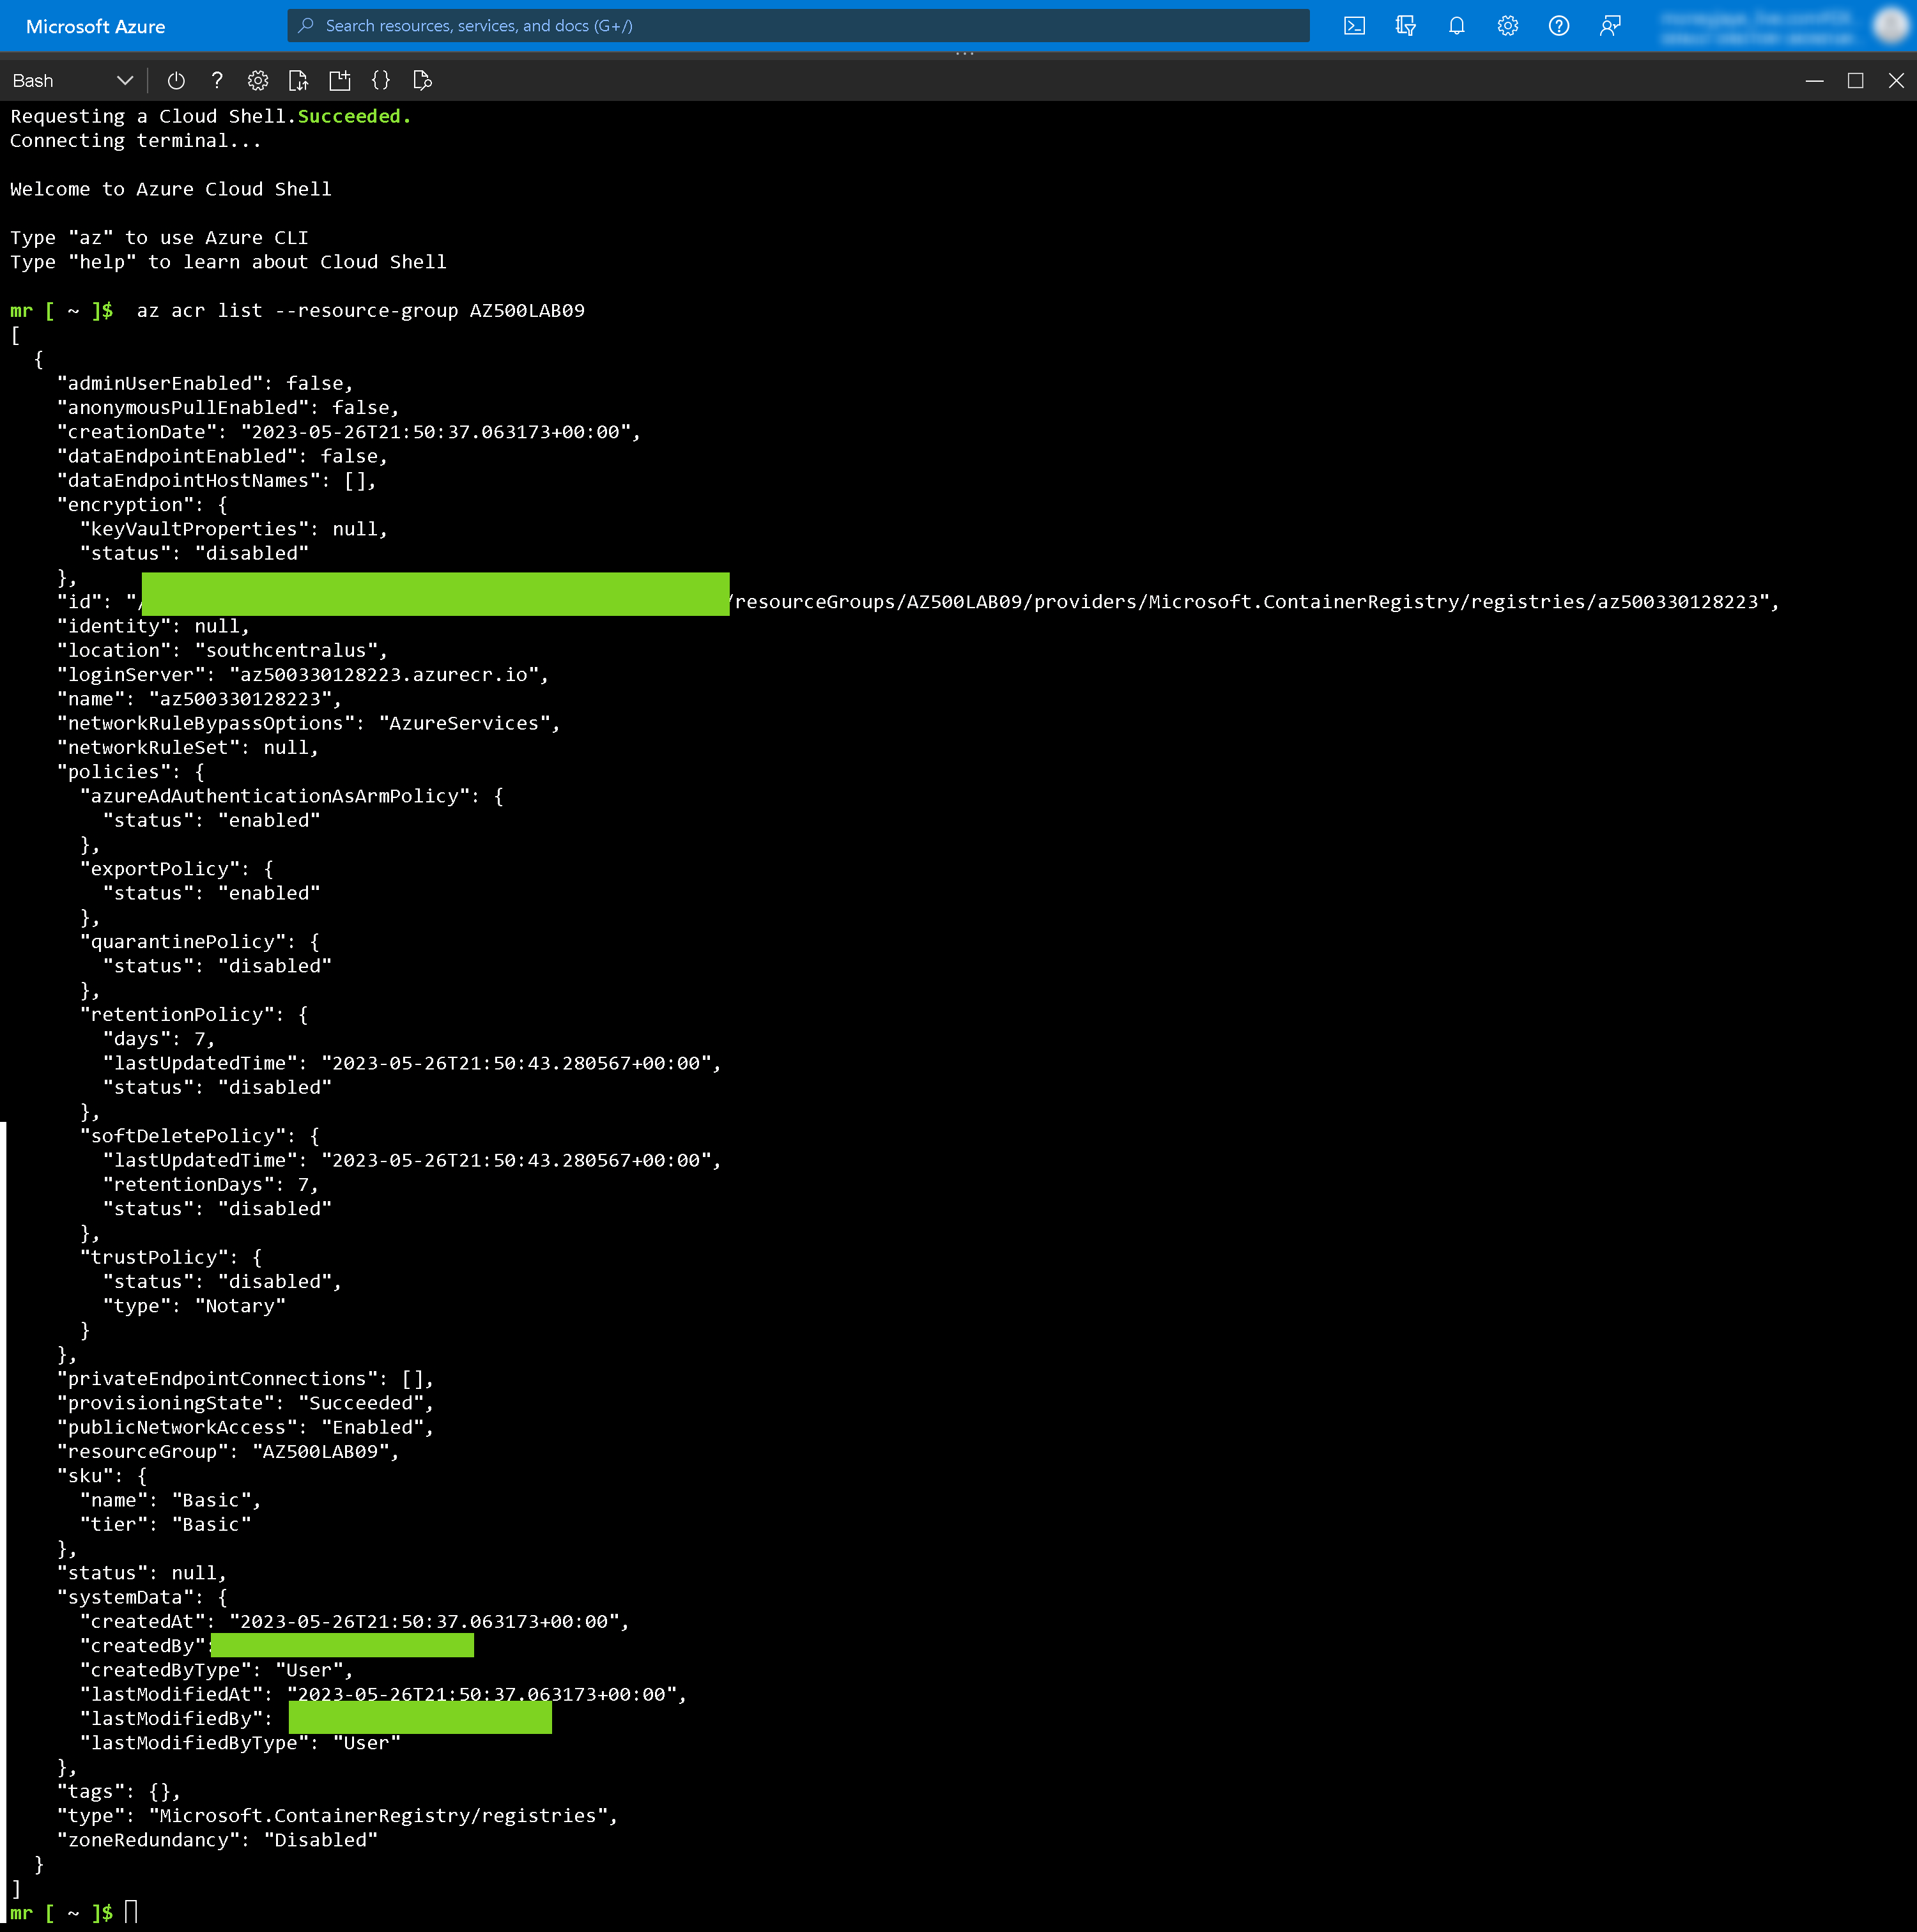 Microsoft Azure
Search resources, services, and docs (G+/)
Bash
Requesting a Cloud Shell.Succeeded.
Connecting terminal...
Welcome to Azure Cloud Shell
Type "az" to use Azure CLI
Type "help" to learn about Cloud Shell
mr [ ~ ]$  az acr list --resource-group AZ500LAB09
[
  {
    "adminUserEnabled": false,
    "anonymousPullEnabled": false,
    "creationDate": "2023-05-26T21:50:37.063173+00:00",
    "dataEndpointEnabled": false,
    "dataEndpointHostNames": [],
    "encryption": {
      "keyVaultProperties": null,
      "status": "disabled"
    },
    "id": "/ /resourceGroups/AZ500LAB09/providers/Microsoft.ContainerRegistry/registries/az500330128223",
    "identity": null,
    "location": "southcentralus",
    "loginServer": "az500330128223.azurecr.io",
    "name": "az500330128223",
    "networkRuleBypassOptions": "AzureServices",
    "networkRuleSet": null,
    "policies": {
      "azureAdAuthenticationAsArmPolicy": {
        "status": "enabled"
      },
      "exportPolicy": {
        "status": "enabled"
      },
      "quarantinePolicy": {
        "status": "disabled"
      },
      "retentionPolicy": {
        "days": 7,
        "lastUpdatedTime": "2023-05-26T21:50:43.280567+00:00",
        "status": "disabled"
      },
      "softDeletePolicy": {
        "lastUpdatedTime": "2023-05-26T21:50:43.280567+00:00",
        "retentionDays": 7,
        "status": "disabled"
      },
      "trustPolicy": {
        "status": "disabled",
        "type": "Notary"
      }
    },
    "privateEndpointConnections": [],
    "provisioningState": "Succeeded",
    "publicNetworkAccess": "Enabled",
    "resourceGroup": "AZ500LAB09",
    "sku": {
      "name": "Basic",
      "tier": "Basic"
    },
    "status": null,
    "systemData": {
      "createdAt": "2023-05-26T21:50:37.063173+00:00",
      "createdBy":
      "createdByType": "User",
      "lastModifiedAt": "2023-05-26T21:50:37.063173+00:00",
      "lastModifiedBy":
      "lastModifiedByType": "User"
    },
    "tags": {},
    "type": "Microsoft.ContainerRegistry/registries",
    "zoneRedundancy": "Disabled"
  }
]
mr [ ~ ]$